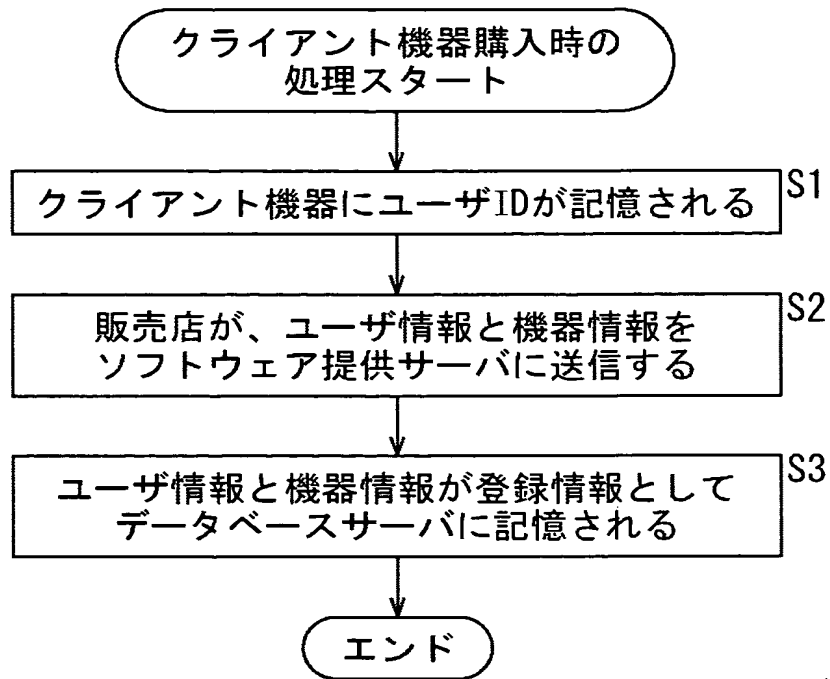 クライアント機器購入時の
処理スタート
S1
クライアント機器にユーザIDが記憶される
S2
販売店が、ユーザ情報と機器情報を
ソフトウェア提供サーバに送信する
S3
ユーザ情報と機器情報が登録情報として
データベースサーバに記憶される
エンド